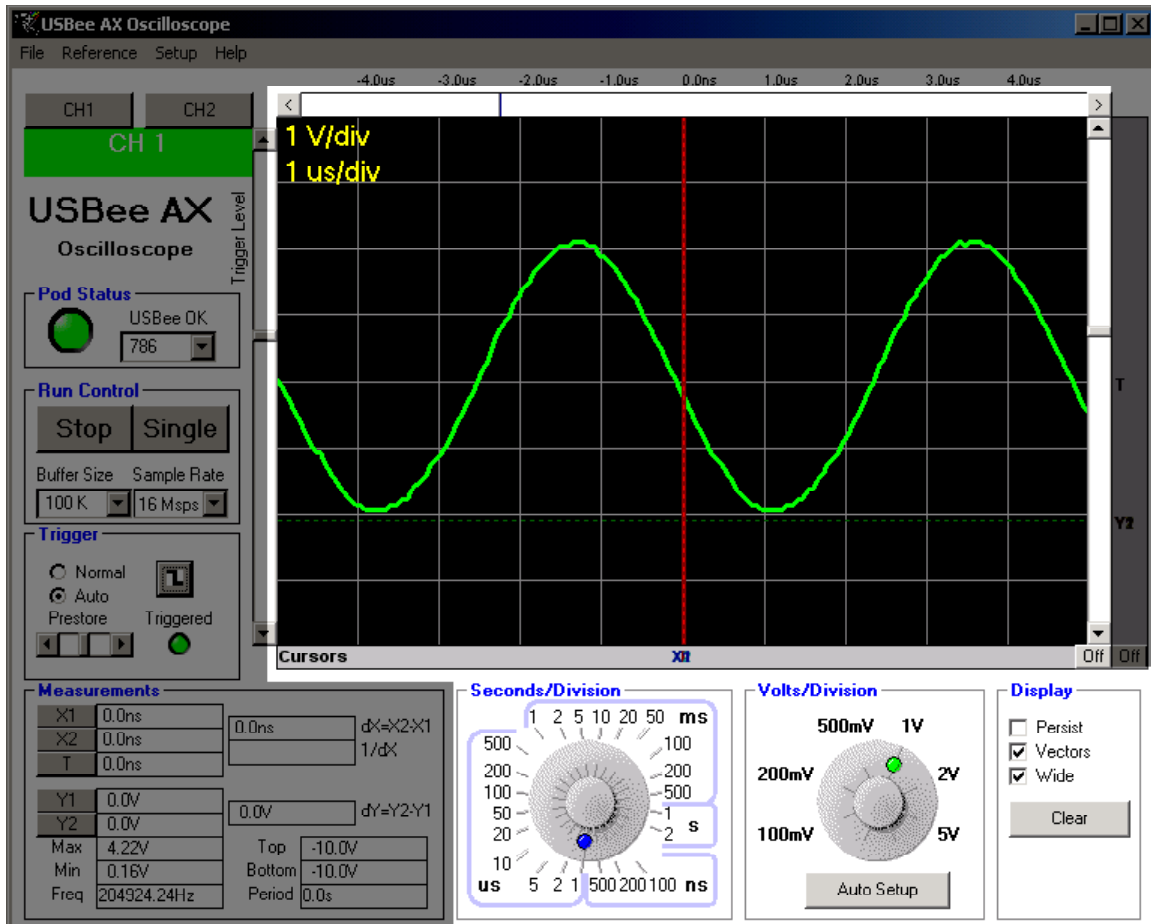 USBee AX Oscilloscope
File Reference Setup Help
-4.0us -3.0us -2.0us -1.0us 0.0ns 1.0us 2.0us 3.0us 4.0us
CH1 CH2
CH 1
1 V/div
1 us/div
USBee AX
Oscilloscope
Trigger Level
Pod Status
USBee OK
786
Run Control
Stop Single
Buffer Size Sample Rate
100 K 16 Msps
Trigger
Normal
Auto
Prestore Triggered
T
Cursors
Off Off
Measurements
X1 0.0ns
X2 0.0ns
T 0.0ns
0.0ns dX=X2-X1
1/dX
Y1 0.0V
Y2 0.0V
0.0V dY=Y2-Y1
Max 4.22V
Min 0.16V
Freq 204924.24Hz
Top -10.0V
Bottom -10.0V
Period 0.0s
Seconds/Division
1 2 5 10 20 50 ms
500 100
200 200
100 500
50 1
20 2 s
10
us 5 2 1 500 200 100 ns
Volts/Division
500mV 1V
200mV 2V
100mV 5V
Auto Setup
Display
Persist
Vectors
Wide
Clear